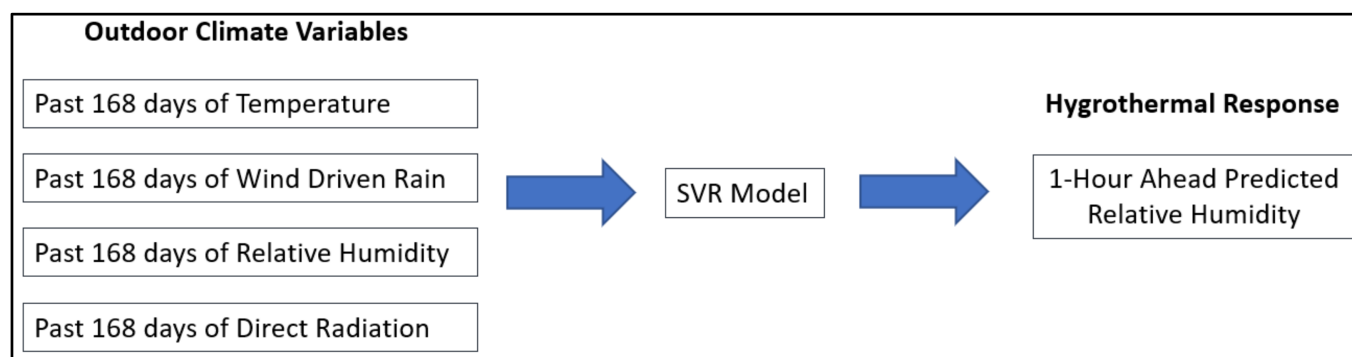 Outdoor Climate Variables
Past 168 days of Temperature
Past 168 days of Wind Driven Rain
Past 168 days of Relative Humidity
Past 168 days of Direct Radiation
SVR Model
Hygrothermal Response
1-Hour Ahead Predicted
Relative Humidity